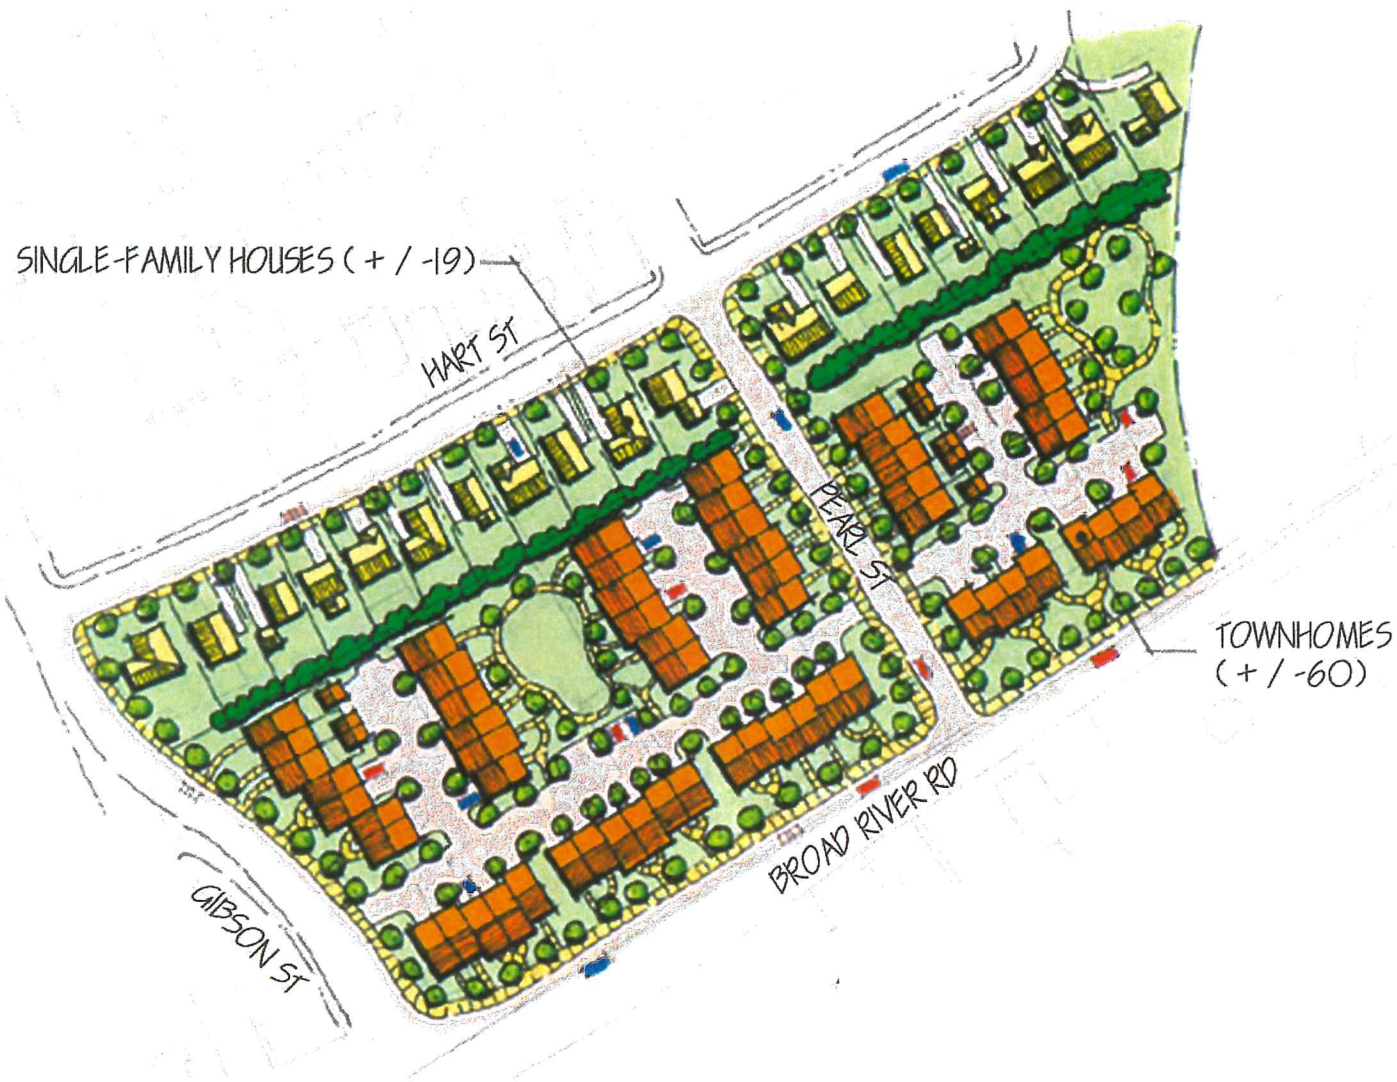 SINGLE-FAMILY HOUSES ( + / -19)
HART ST
PEARL ST
TOWNHOMES
( + / -60)
BROAD RIVER RD
GIBSON ST